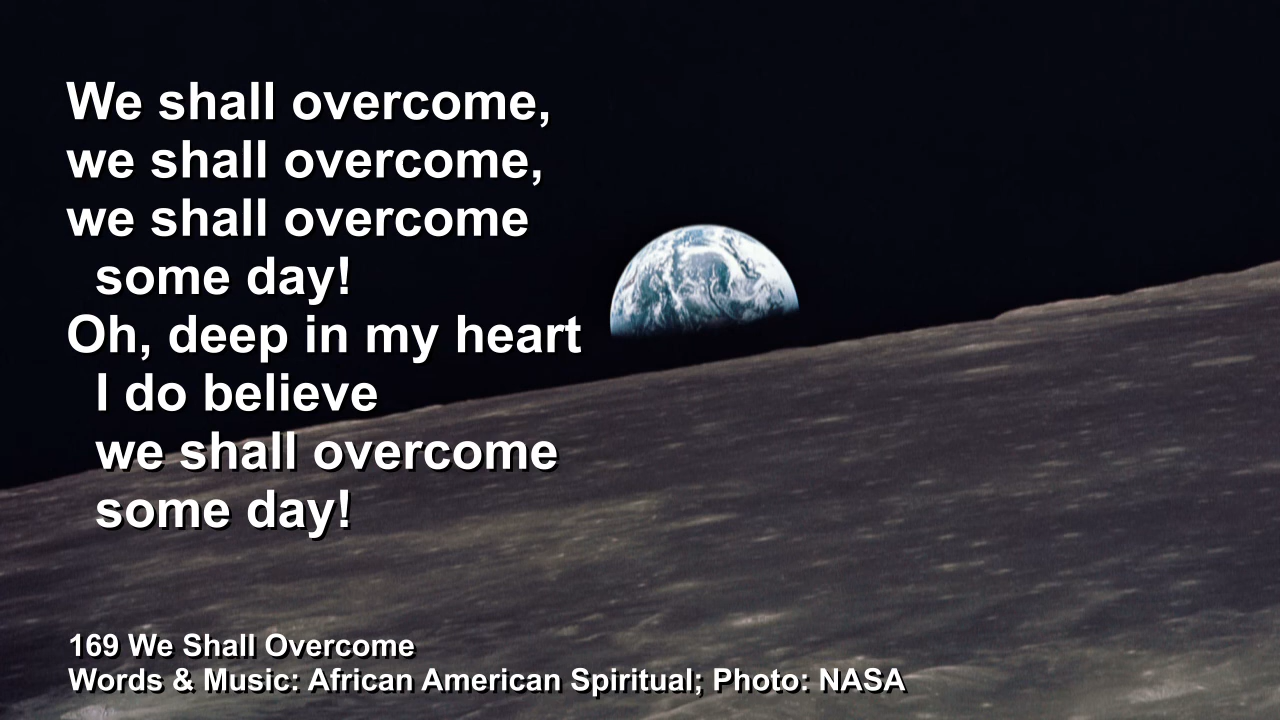 We shall overcome,
we shall overcome,
we shall overcome
some day!
Oh, deep in my heart
I do believe
we shall overcome
some day!
169 We Shall Overcome
Words & Music: African American Spiritual; Photo: NASA